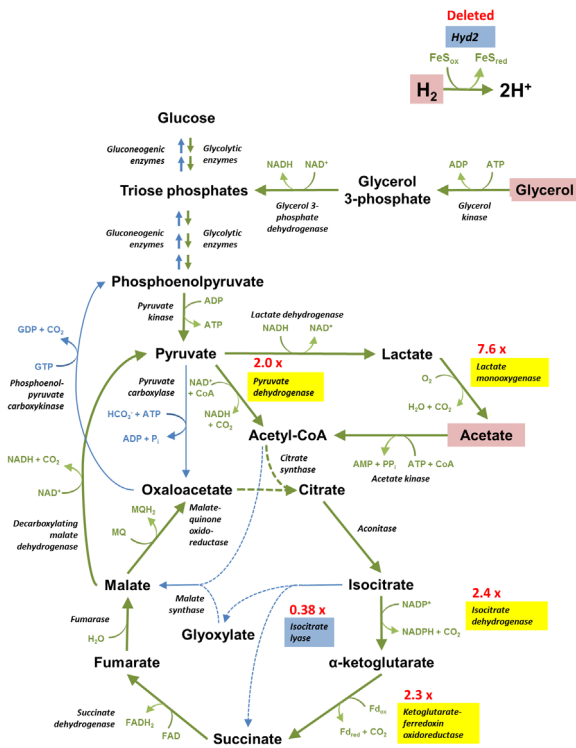 Deleted
Hyd2
FeSox
FeSred
H2
2H+
Glucose
Gluconeogenic
enzymes
Glycolytic
enzymes
NADH
NAD+
ADP
ATP
Triose phosphates
Glycerol
3-phosphate
Glycerol
Glycerol 3-
phosphate
dehydrogenase
Glycerol
kinase
Gluconeogenic
enzymes
Glycolytic
enzymes
Phosphoenolpyruvate
Pyruvate
kinase
ADP
ATP
Lactate dehydrogenase
NADH
NAD+
GDP + CO2
GTP
Phosphoenol-
pyruvate
carboxykinase
Pyruvate
Lactate
2.0 x
Pyruvate
dehydrogenase
7.6 x
Lactate
monooxygenase
Pyruvate
carboxylase
NAD+
+ CoA
NADH
+ CO2
O2
H2O + CO2
HCO3- + ATP
ADP + Pi
Acetyl-CoA
Acetate
AMP + PPi
ATP + CoA
Acetate kinase
Citrate
synthase
NADH + CO2
NAD+
Oxaloacetate
Citrate
MQH2
MQ
Malate-
quinone
oxido-
reductase
Aconitase
Decarboxylating
malate
dehydrogenase
Malate
Isocitrate
Malate
synthase
Glyoxylate
0.38 x
Isocitrate
lyase
2.4 x
Isocitrate
dehydrogenase
NADP+
NADPH + CO2
Fumarase
H2O
Fumarate
α-ketoglutarate
2.3 x
Ketoglutarate-
ferredoxin
oxidoreductase
Fdox
Fdred + CO2
Succinate
dehydrogenase
FADH2
FAD
Succinate